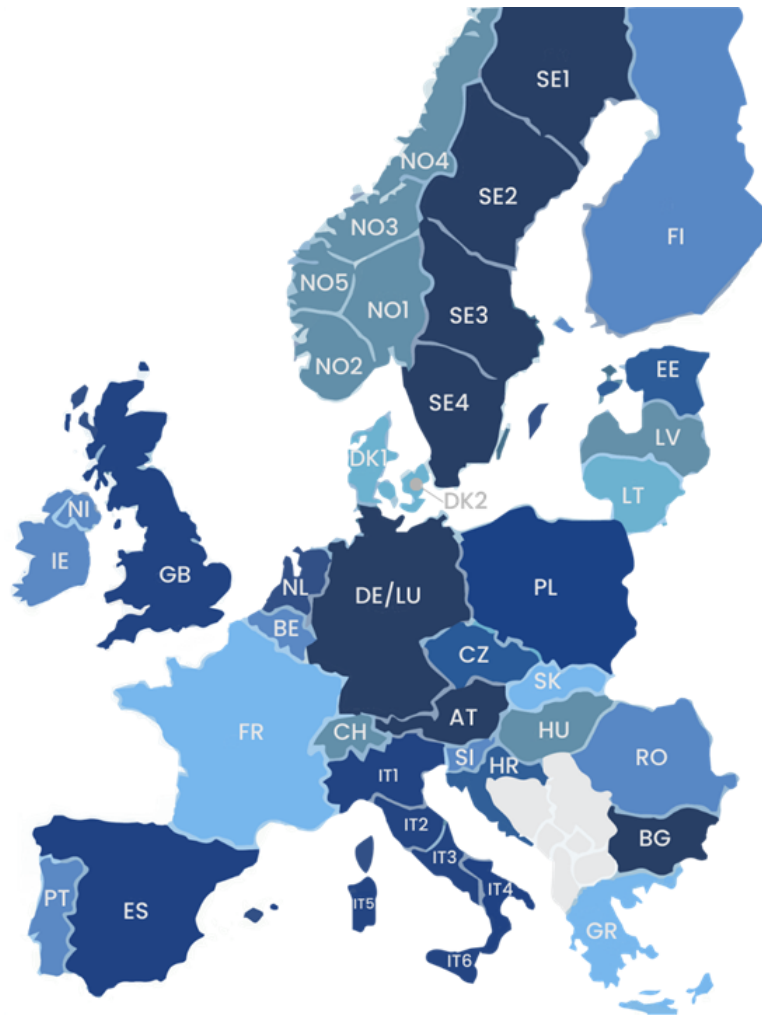 SE1
NO4
SE2
NO3
FI
NO5
NO1
SE3
NO2
EE
SE4
LV
DK1
LT
DK2
NI
IE
GB
NL
DE/LU
PL
BE
CZ
SK
AT
FR
CH
HU
SI
HR
RO
IT1
IT2
BG
IT3
PT
ES
IT5
IT4
GR
IT6